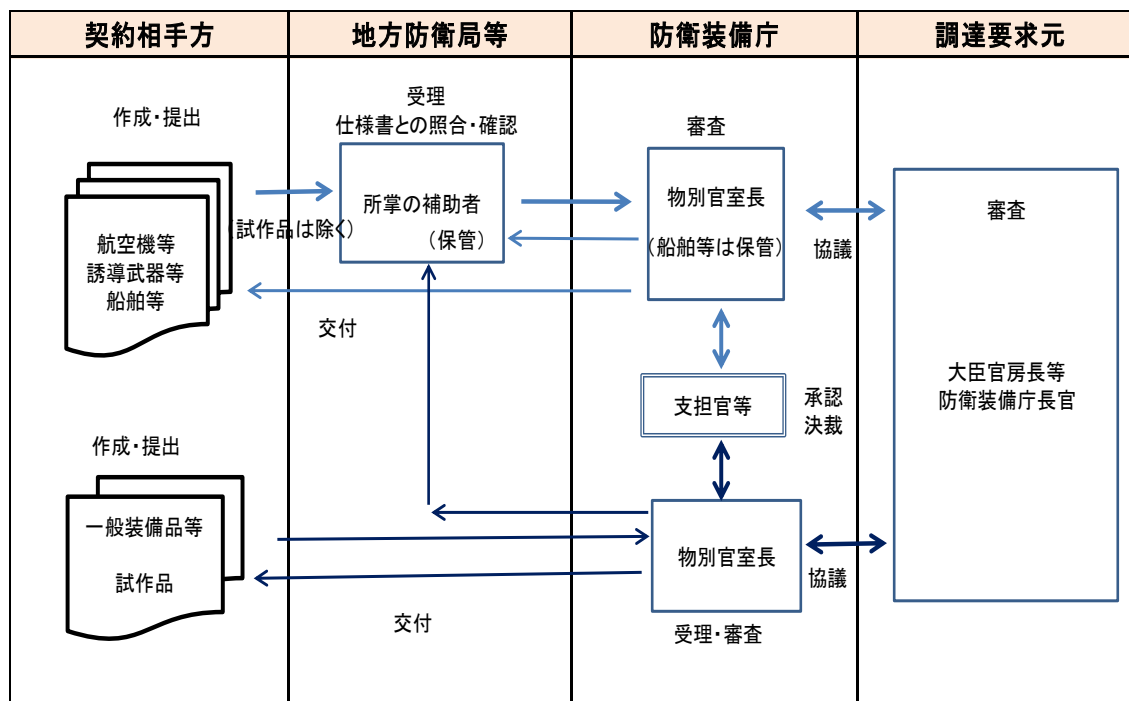 契約相手方
地方防衛局等
防衛装備庁
調達要求元
作成・提出
受理
仕様書との照合・確認
審査
所掌の補助者
(保管)
物別官室長
(船舶等は保管)
協議
審査
(試作品は除く)
航空機等
誘導武器等
船舶等
交付
支担官等
承認
決裁
大臣官房長等
防衛装備庁長官
作成・提出
一般装備品等
試作品
物別官室長
協議
交付
受理・審査